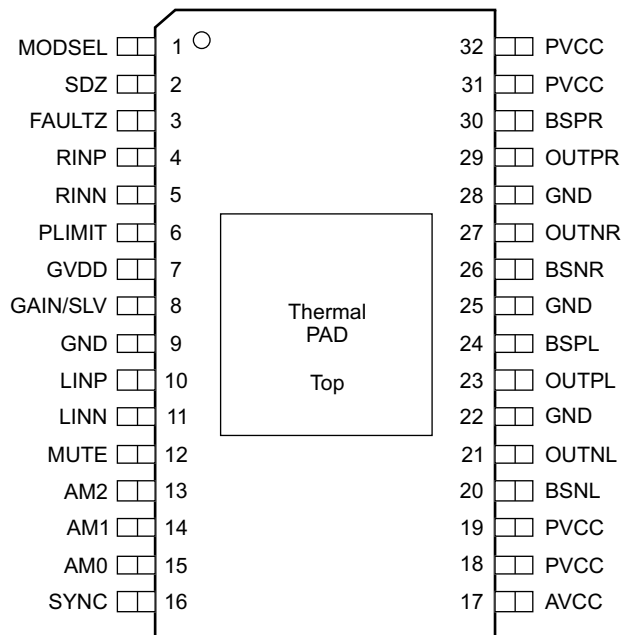 MODSEL 1 32 PVCC
SDZ 2 31 PVCC
FAULTZ 3 30 BSPR
RINP 4 29 OUTPR
RINN 5 28 GND
PLIMIT 6 27 OUTNR
GVDD 7 26 BSNR
GAIN/SLV 8 25 GND
GND 9 24 BSPL
LINP 10 23 OUTPL
LINN 11 22 GND
MUTE 12 21 OUTNL
AM2 13 20 BSNL
AM1 14 19 PVCC
AM0 15 18 PVCC
SYNC 16 17 AVCC
Thermal
PAD
Top